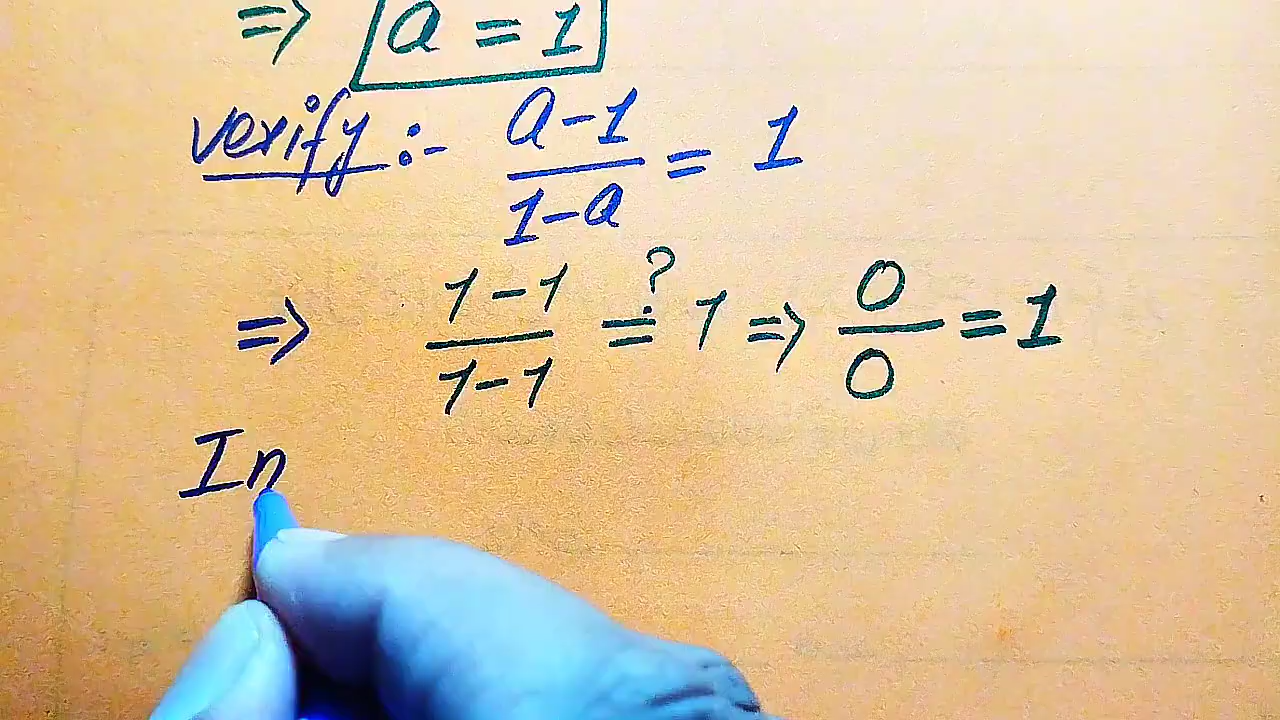 => a = 1
verify :- a-1/1-a = 1
=> 1-1/1-1 ?= 1 => 0/0 = 1
In